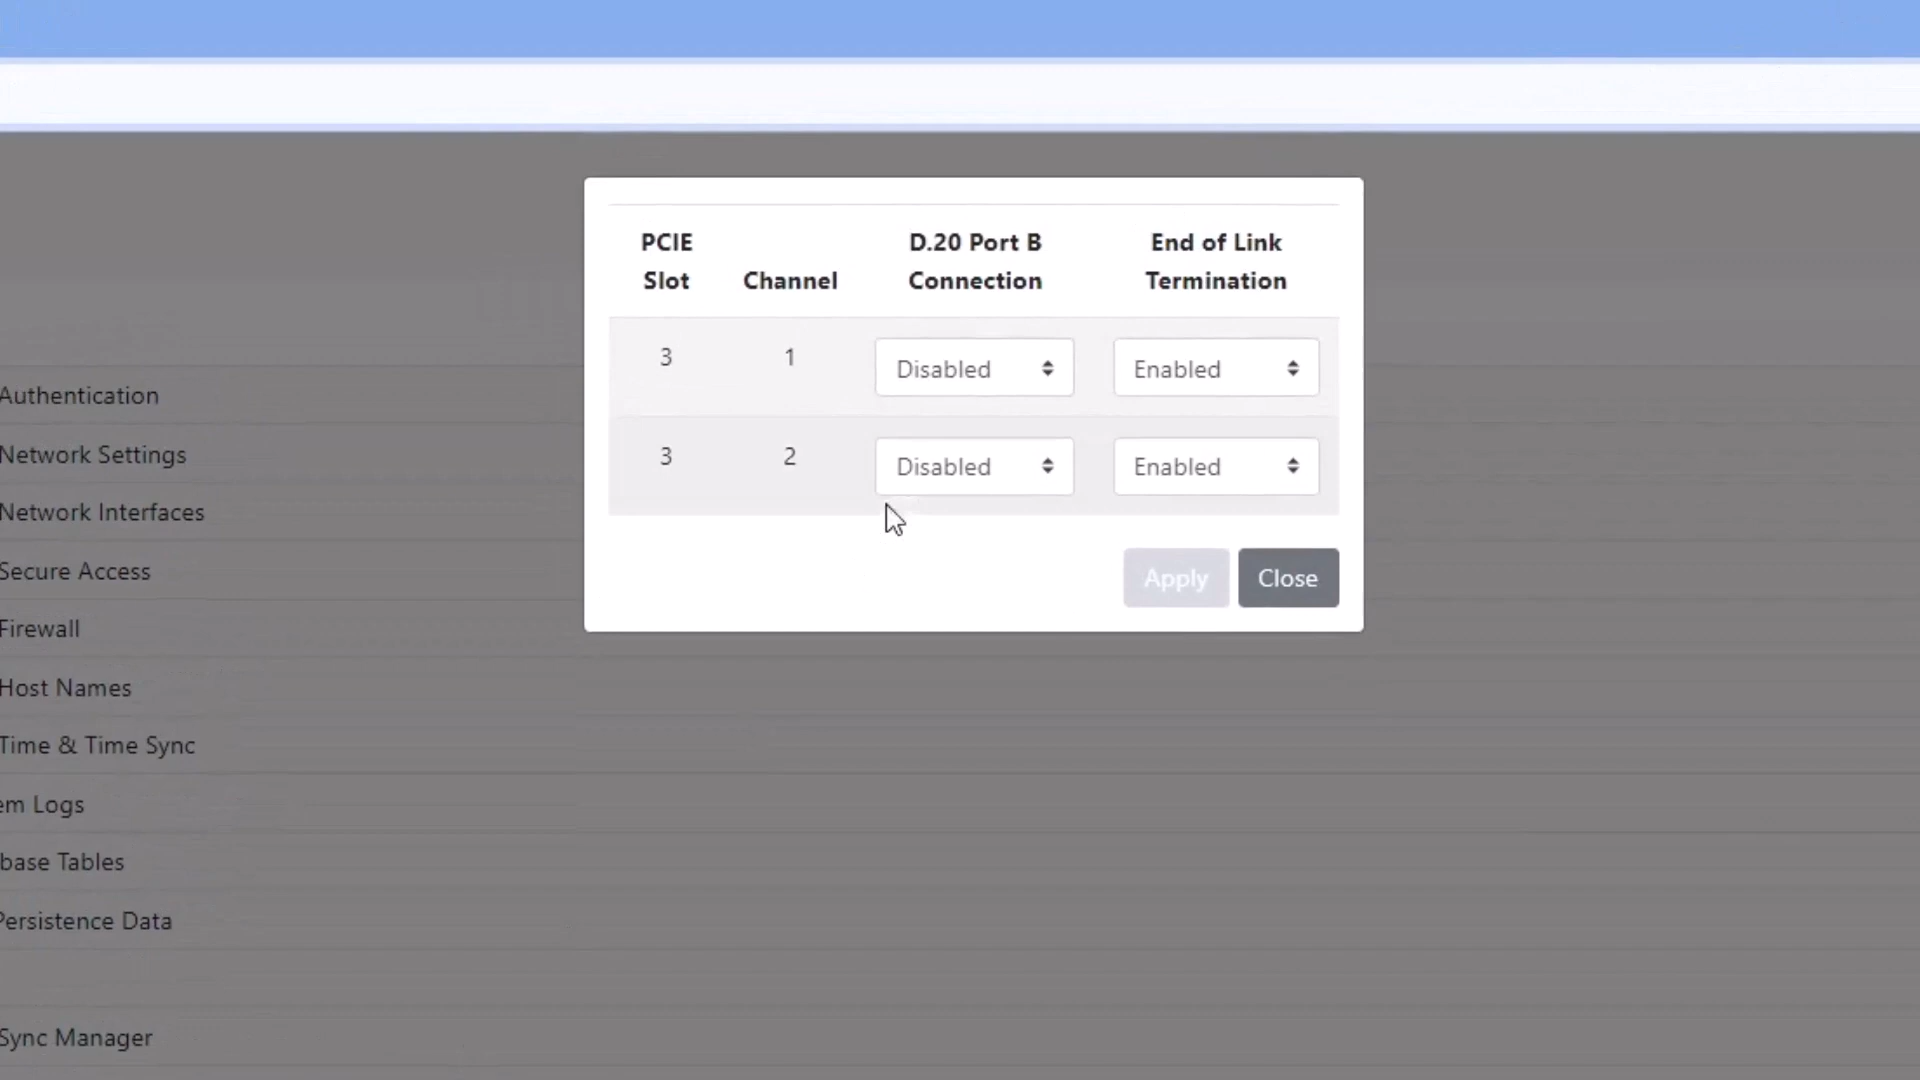 PCIE Slot
Channel
D.20 Port B Connection
End of Link Termination
3 1 Disabled Enabled
3 2 Disabled Enabled
Apply Close
Authentication
Network Settings
Network Interfaces
Secure Access
Firewall
Host Names
Time & Time Sync
em Logs
base Tables
Persistence Data
Sync Manager